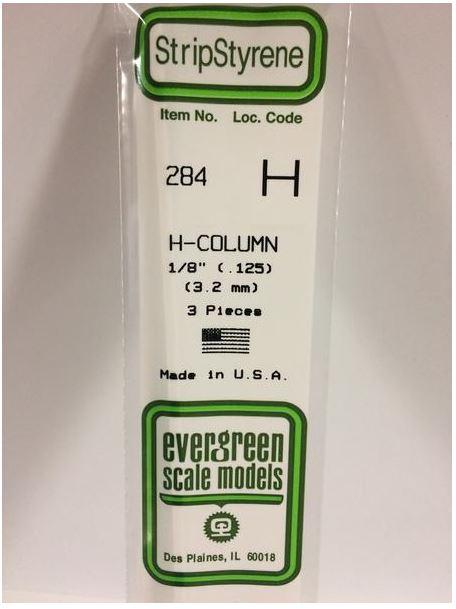 StripStyrene
Item No. Loc. Code
284 H
H-COLUMN
1/8" (.125)
(3.2 mm)
3 Pieces
Made in U.S.A.
evergreen
scale models
Des Plaines, IL 60018